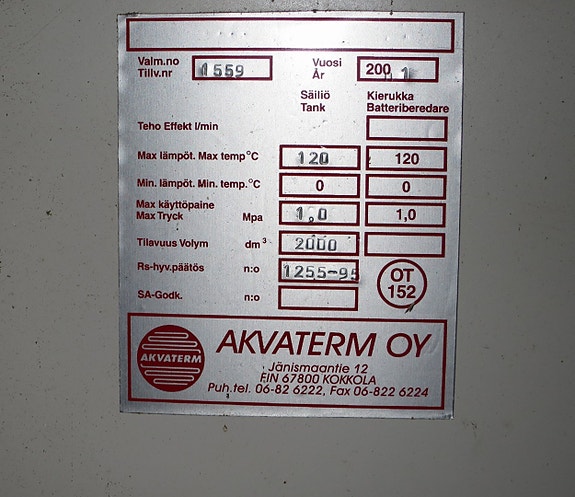 Valm.no Vuosi
Tillv.nr 1559 År 200 1
Säiliö Kierukka
Tank Batteriberedare
Teho Effekt l/min
Max lämpöt. Max temp °C 120 120
Min. lämpöt. Min. temp. °C 0 0
Max käyttöpaine
Max Tryck Mpa 1,0 1,0
Tilavuus Volym dm³ 2000
Rs-hyv.päätös n:o 1255-95 OT
SA-Godk. n:o 152
AKVATERM AKVATERM OY
Jänismaantie 12
FIN 67800 KOKKOLA
Puh.tel. 06-82 6222, Fax 06-822 6224